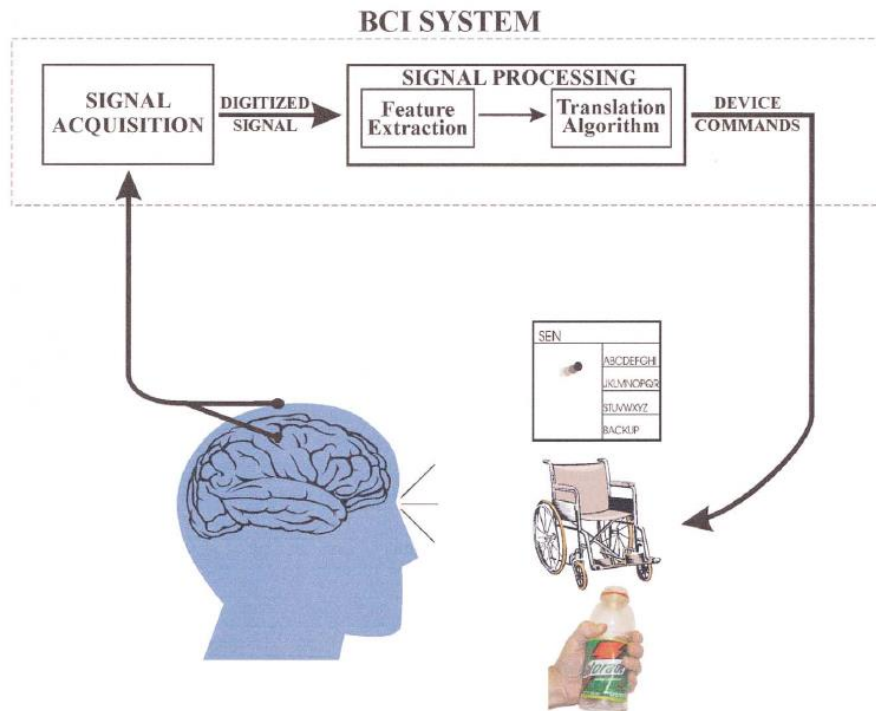 BCI SYSTEM
SIGNAL
ACQUISITION
DIGITIZED
SIGNAL
SIGNAL PROCESSING
Feature
Extraction
Translation
Algorithm
DEVICE
COMMANDS
SEN
ABCDEFGHI
JKLMNOPQR
STUVWXYZ
BACKUP